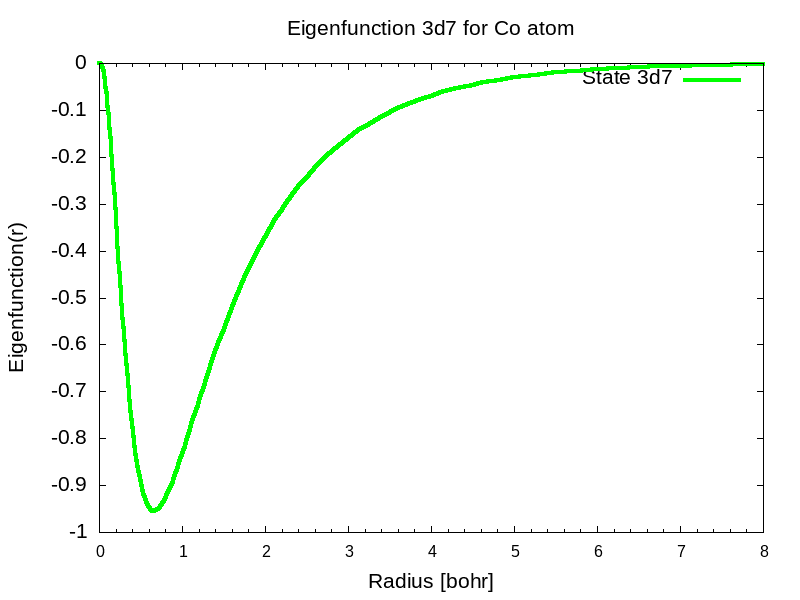 Eigenfunction 3d7 for Co atom
State 3d7
0
-0.1
-0.2
-0.3
-0.4
-0.5
-0.6
-0.7
-0.8
-0.9
-1
Eigenfunction(r)
0 1 2 3 4 5 6 7 8
Radius [bohr]